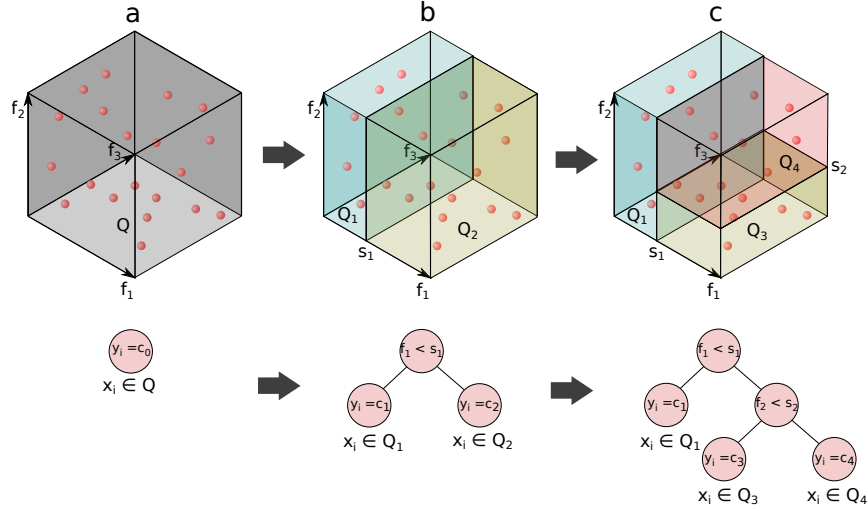 a
b
c
f₂
f₃
Q
f₁
f₂
f₃
Q₁
Q₂
s₁
f₁
f₂
f₃
Q₄
s₂
Q₁
Q₃
s₁
f₁
yᵢ =c₀
xᵢ ∈ Q
f₁ < s₁
yᵢ =c₁
yᵢ =c₂
xᵢ ∈ Q₁
xᵢ ∈ Q₂
f₁ < s₁
yᵢ =c₁
f₂ < s₂
xᵢ ∈ Q₁
yᵢ =c₃
yᵢ =c₄
xᵢ ∈ Q₃
xᵢ ∈ Q₄